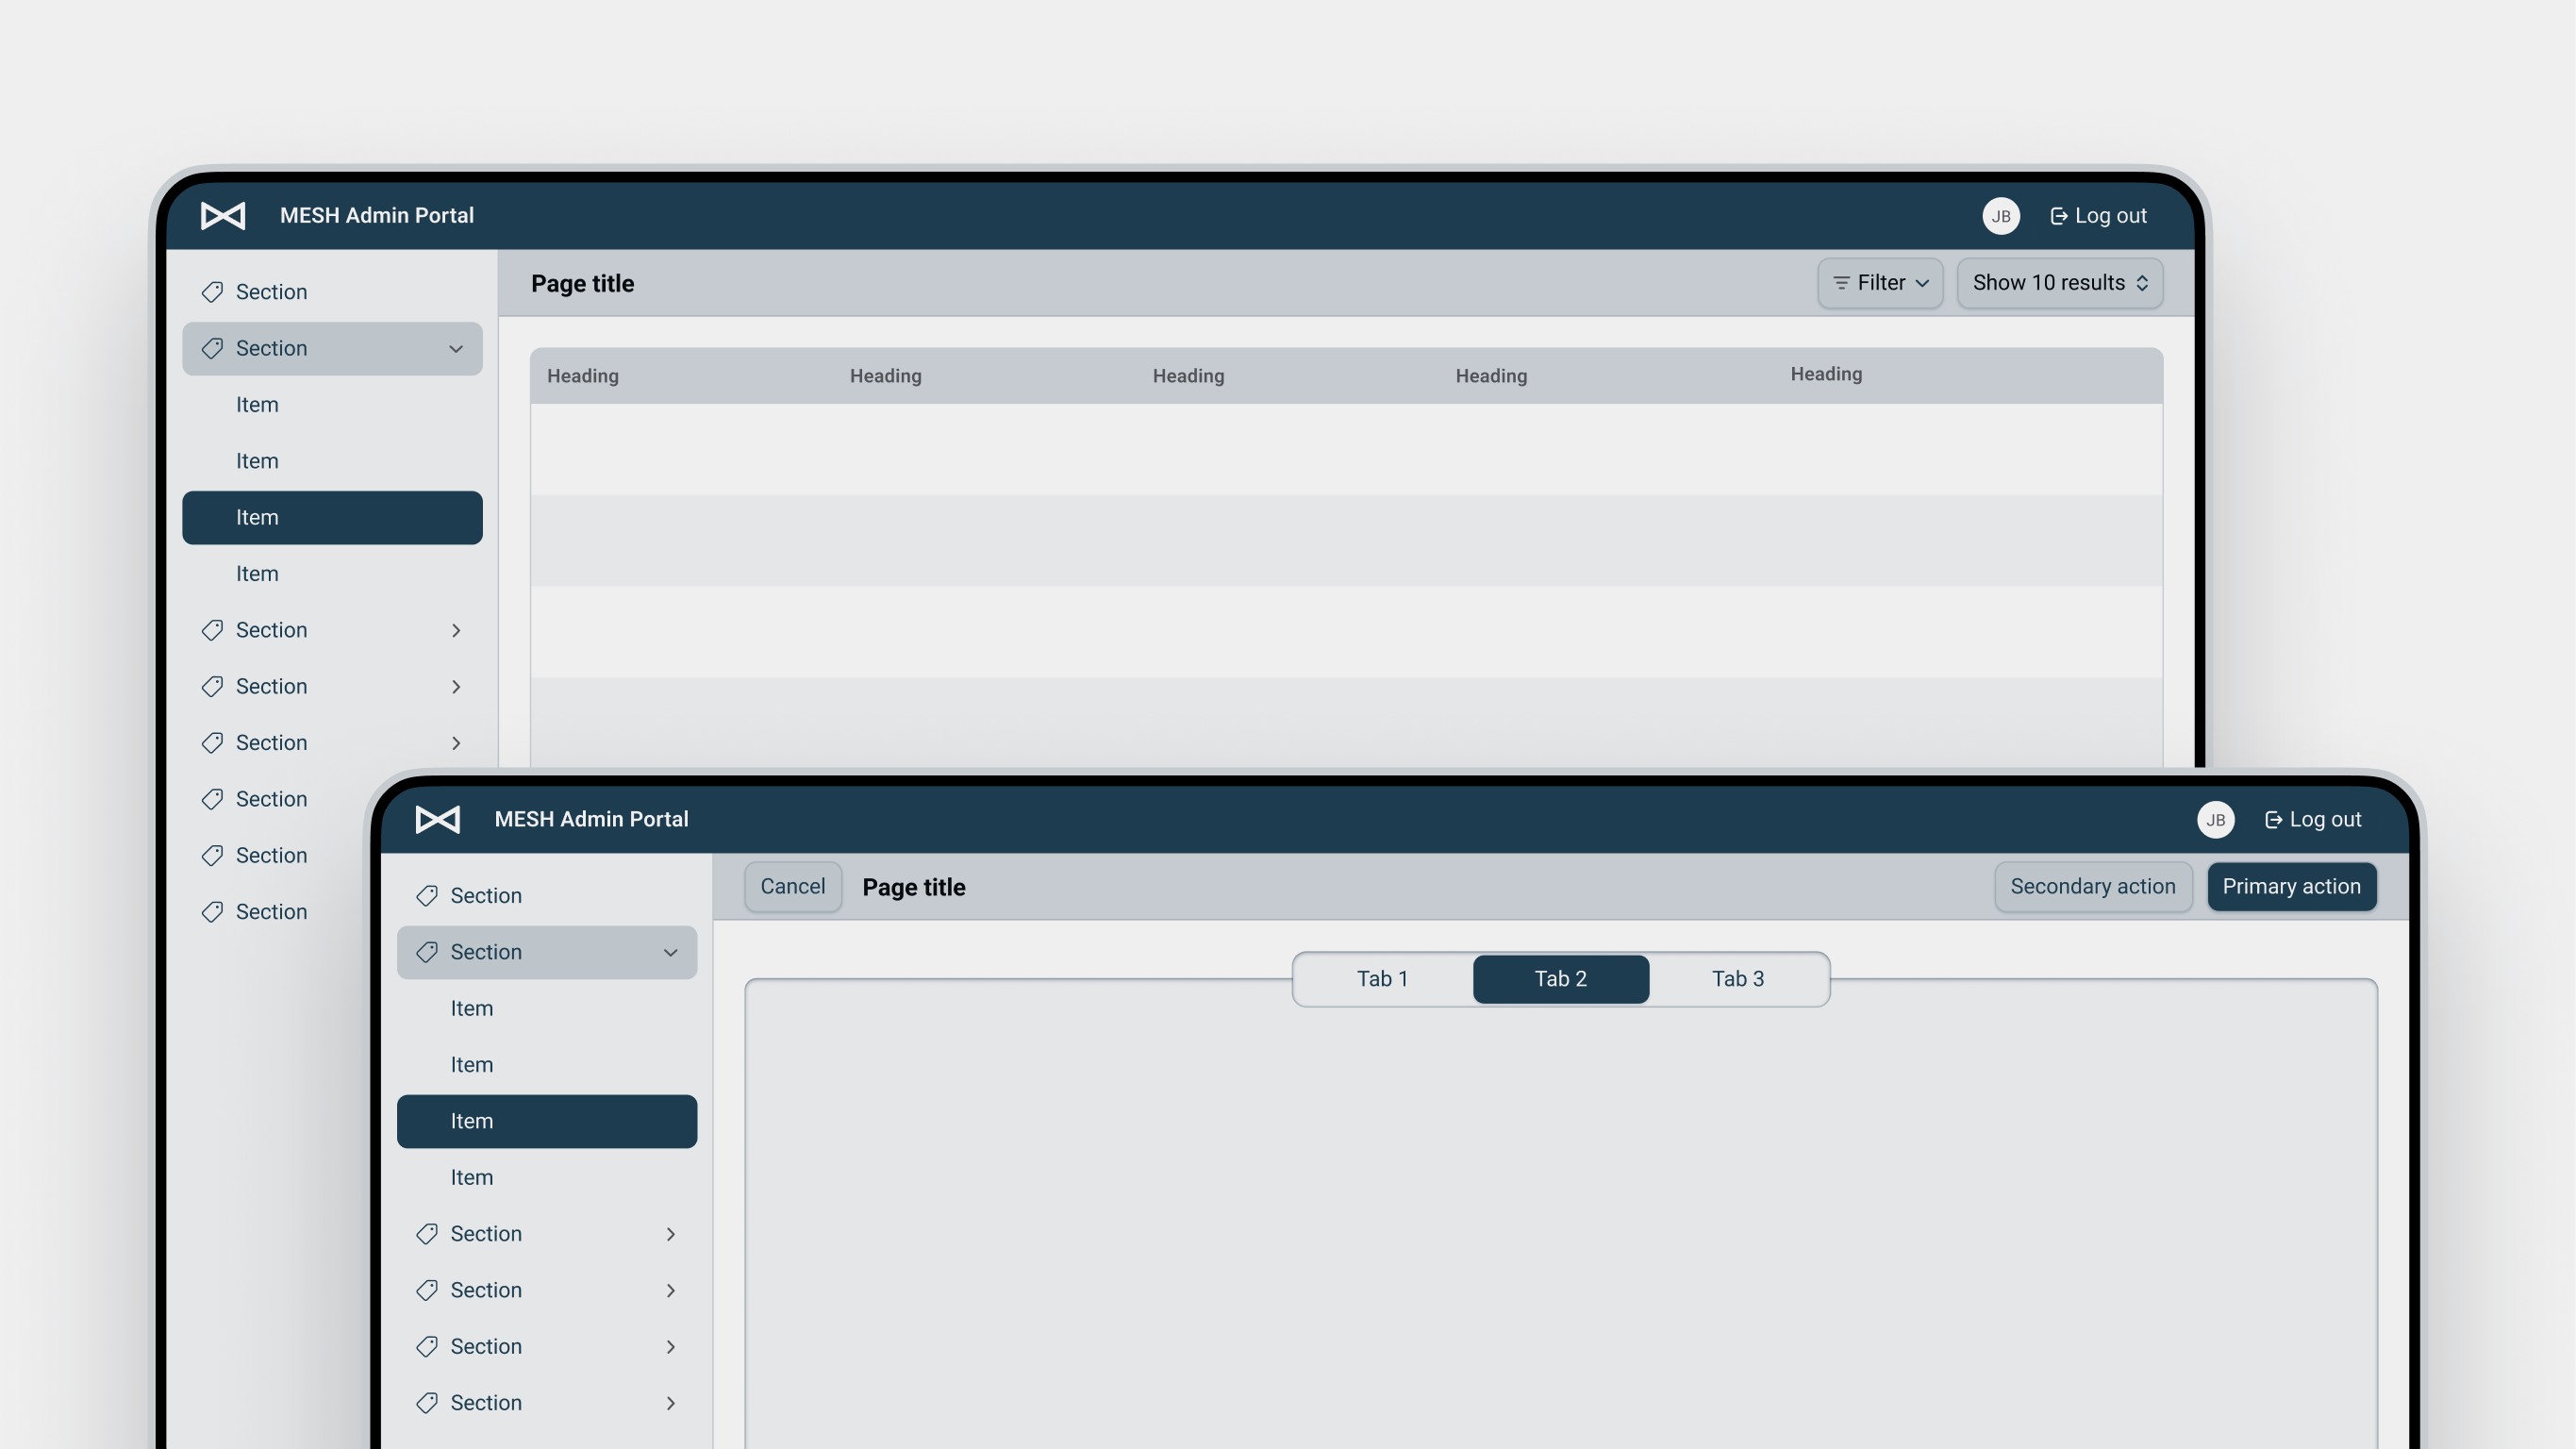 MESH Admin Portal
JB
Log out
Section
Section
Item
Item
Item
Item
Section
Section
Section
Section
Section
Section
Page title
Filter
Show 10 results
Heading Heading Heading Heading Heading
MESH Admin Portal
JB
Log out
Section
Section
Item
Item
Item
Item
Section
Section
Section
Section
Cancel
Page title
Secondary action
Primary action
Tab 1 Tab 2 Tab 3